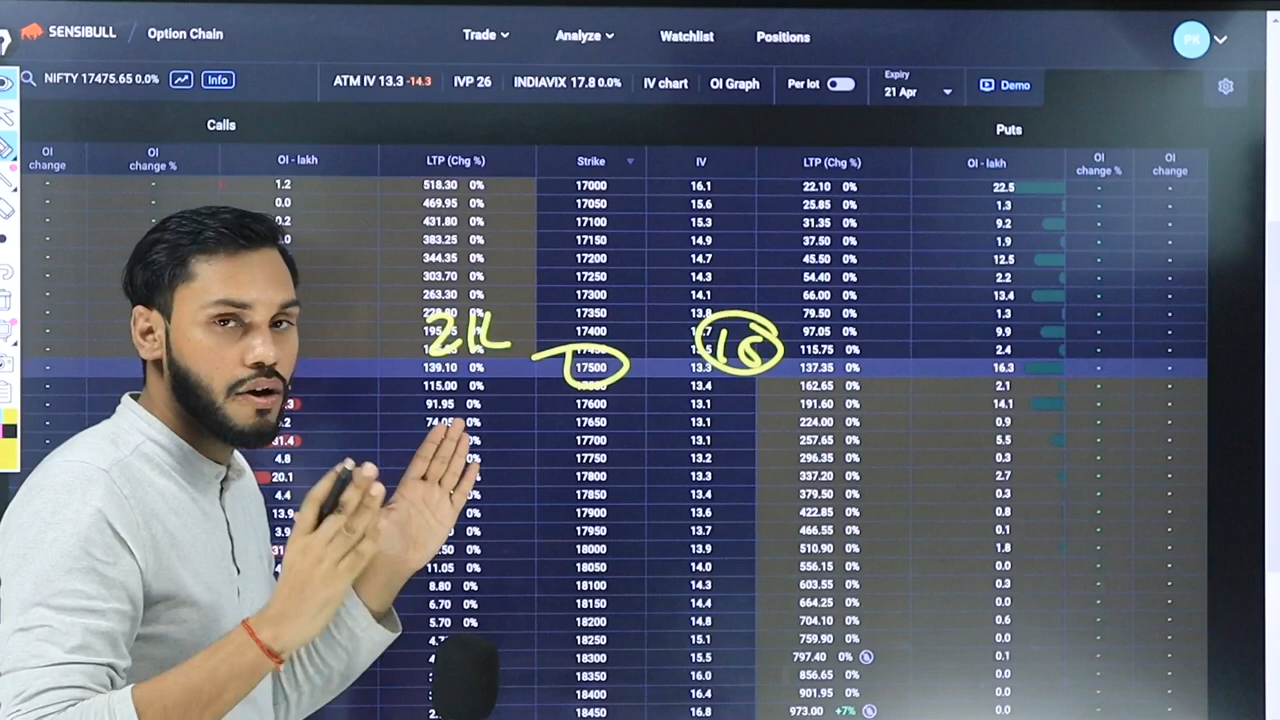 SENSIBULL / Option Chain Trade Analyze Watchlist Positions PK
NIFTY 17475.65 0.0% Info ATM IV 13.3 -14.3 IVP 26 INDIAVIX 17.8 0.0% IV chart OI Graph Per lot Expiry 21 Apr Demo
Calls Puts
OI change OI change % OI - lakh LTP (Chg %) Strike IV LTP (Chg %) OI - lakh OI change % OI change
- - 1.2 518.30 0% 17000 16.1 22.10 0% 22.5 - -
- - 0.0 469.95 0% 17050 15.6 25.85 0% 1.3 - -
- - 0.2 431.80 0% 17100 15.3 31.35 0% 9.2 - -
- 383.25 0% 17150 14.9 37.50 0% 1.9 - -
- 344.35 0% 17200 14.7 45.50 0% 12.5 - -
- 303.70 0% 17250 14.3 54.40 0% 2.2 - -
- 263.30 0% 17300 14.1 66.00 0% 13.4 - -
- 0% 17350 13.8 79.50 0% 1.3 - -
- 17400 97.05 0% 9.9 - -
2K 16
- 115.75 0% 2.4 - -
- 139.10 0% 17500 13.3 137.35 0% 16.3 - -
- 115.00 0% 13.4 162.65 0% 2.1 - -
- 91.95 0% 17600 13.1 191.60 0% 14.1 - -
- 0% 17650 13.1 224.00 0% 0.9 - -
- 31.4 17700 13.1 257.65 0% 5.5 - -
- 4.8 17750 13.2 296.35 0% 0.3 - -
- 20.1 17800 13.3 337.20 0% 2.7 - -
- 4.4 17850 13.4 379.50 0% 0.3 - -
- 13.9 17900 13.6 422.85 0% 0.8 - -
- 3.9 17950 13.7 466.55 0% 0.1 - -
0% 18000 13.9 510.90 0% 1.8 - -
11.05 0% 18050 14.0 556.15 0% 0.0 - -
8.80 0% 18100 14.3 603.55 0% 0.3 - -
6.70 0% 18150 14.4 664.25 0% 0.0 - -
5.70 0% 18200 14.8 704.10 0% 0.6 - -
18250 15.1 759.90 0% 0.0 - -
18300 15.5 797.40 0% 0.1 - -
18350 16.0 856.65 0% 0.0 - -
18400 16.4 901.95 0% 0.0 - -
18450 16.8 973.00 +7% 0.0 - -